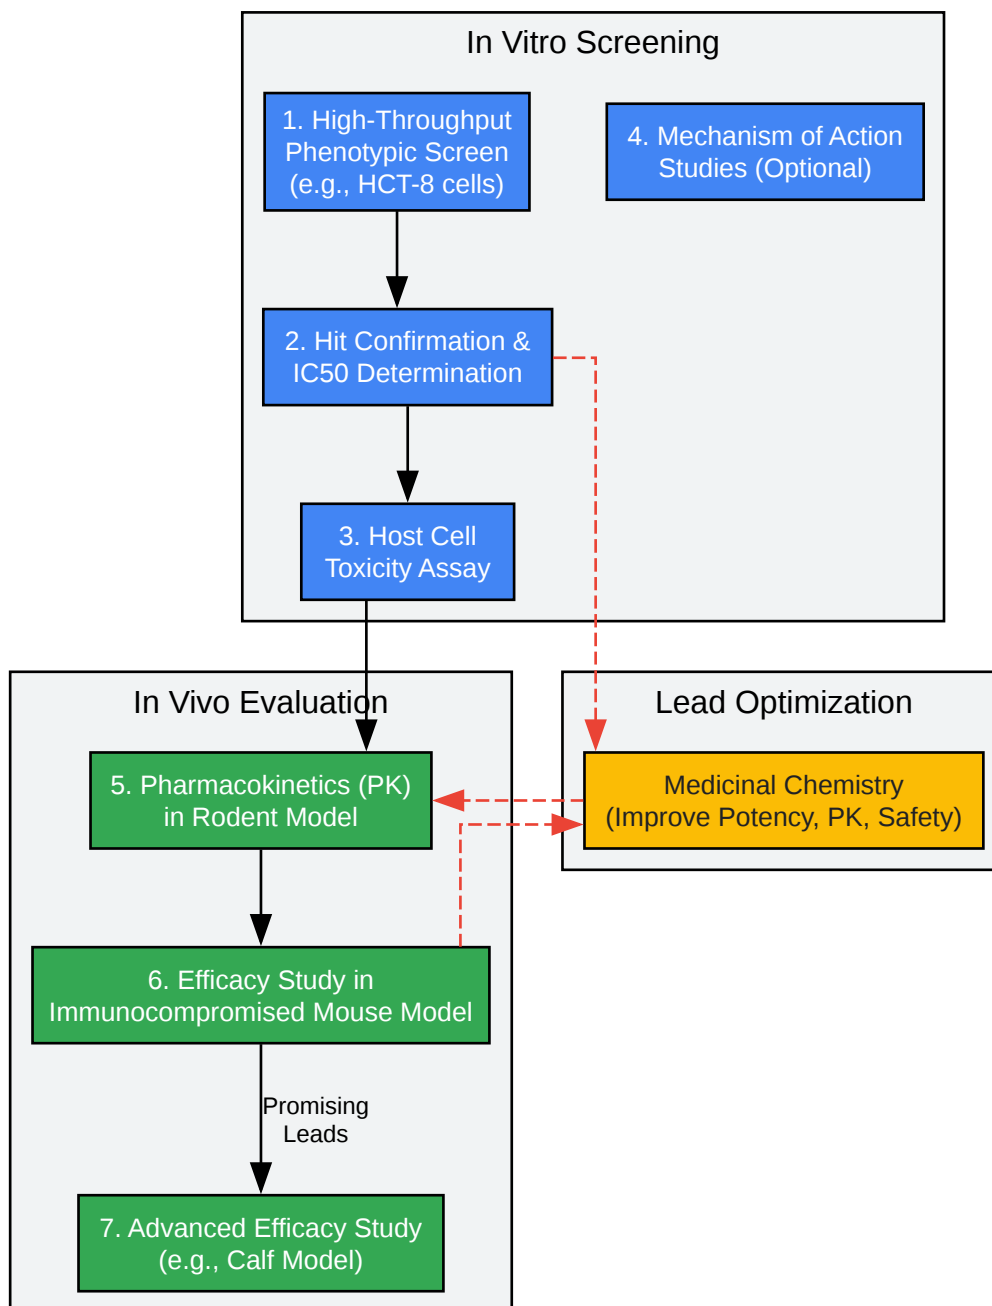 In Vitro Screening
1. High-Throughput
Phenotypic Screen
(e.g., HCT-8 cells)
4. Mechanism of Action
Studies (Optional)
2. Hit Confirmation &
IC50 Determination
3. Host Cell
Toxicity Assay
In Vivo Evaluation
Lead Optimization
5. Pharmacokinetics (PK)
in Rodent Model
Medicinal Chemistry
(Improve Potency, PK, Safety)
6. Efficacy Study in
Immunocompromised Mouse Model
Promising
Leads
7. Advanced Efficacy Study
(e.g., Calf Model)